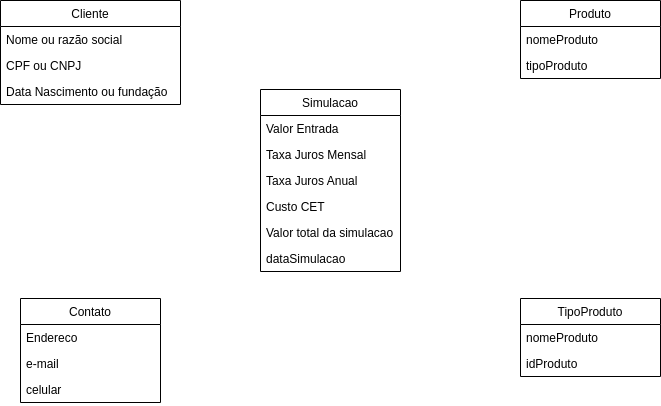 Cliente
Nome ou razão social
CPF ou CNPJ
Data Nascimento ou fundação
Produto
nomeProduto
tipoProduto
Simulacao
Valor Entrada
Taxa Juros Mensal
Taxa Juros Anual
Custo CET
Valor total da simulacao
dataSimulacao
Contato
Endereco
e-mail
celular
TipoProduto
nomeProduto
idProduto